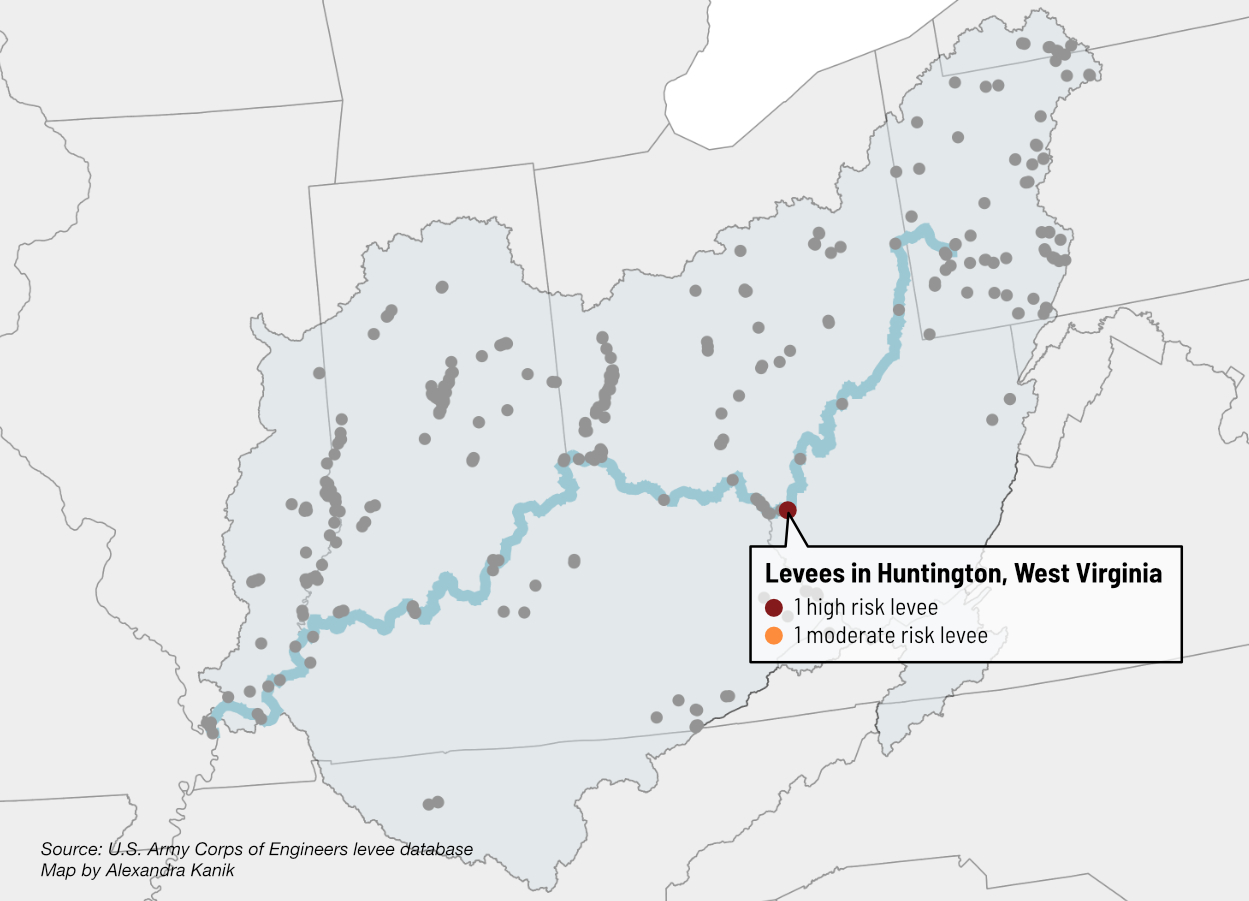 Levees in Huntington, West Virginia
1 high risk levee
1 moderate risk levee
Source: U.S. Army Corps of Engineers levee database
Map by Alexandra Kanik